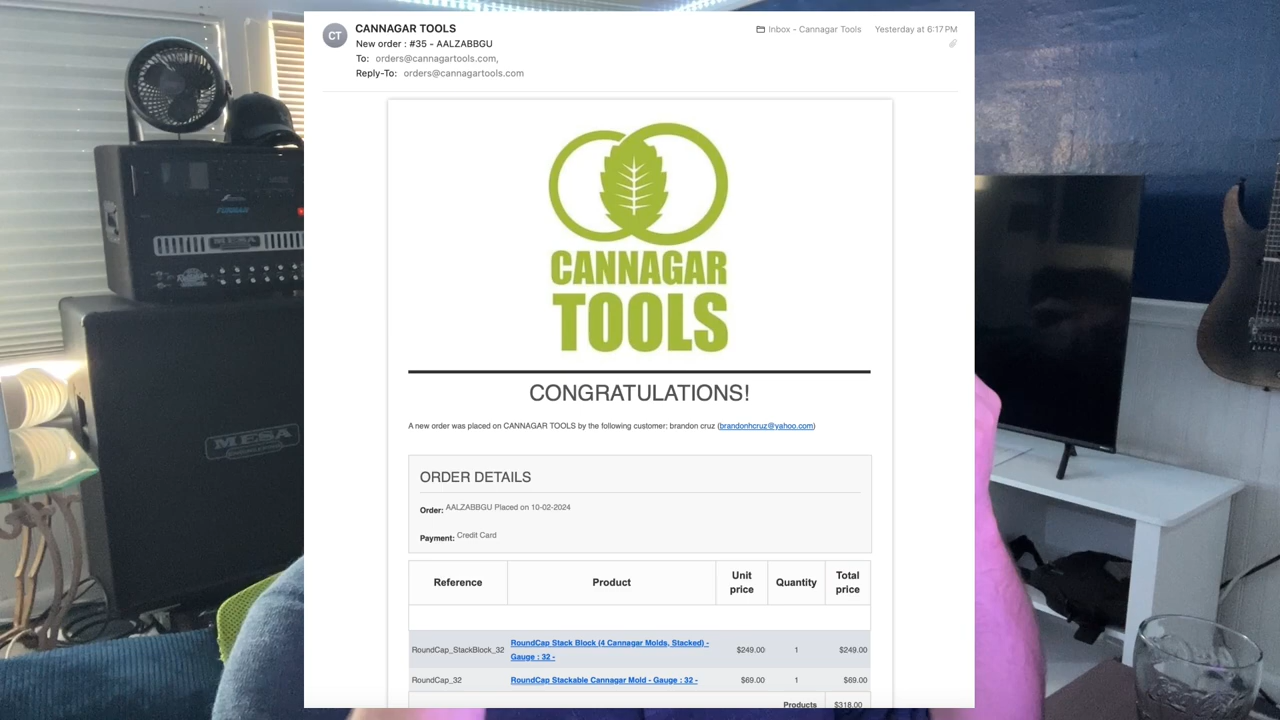 CT
CANNAGAR TOOLS
Inbox - Cannagar Tools
Yesterday at 6:17 PM
New order : #35 - AALZABBGU
To: orders@cannagartools.com,
Reply-To: orders@cannagartools.com
CANNAGAR
TOOLS
CONGRATULATIONS!
A new order was placed on CANNAGAR TOOLS by the following customer: brandon cruz (brandonhcruz@yahoo.com)
ORDER DETAILS
Order: AALZABBGU Placed on 10-02-2024
Payment: Credit Card
Reference Product Unit price Quantity Total price
RoundCap_StackBlock_32 RoundCap Stack Block (4 Cannagar Molds, Stacked) - $249.00 1 $249.00
Gauge : 32 -
RoundCap_32 RoundCap Stackable Cannagar Mold - Gauge : 32 - $69.00 1 $69.00
Products $318.00
MESA
MESA